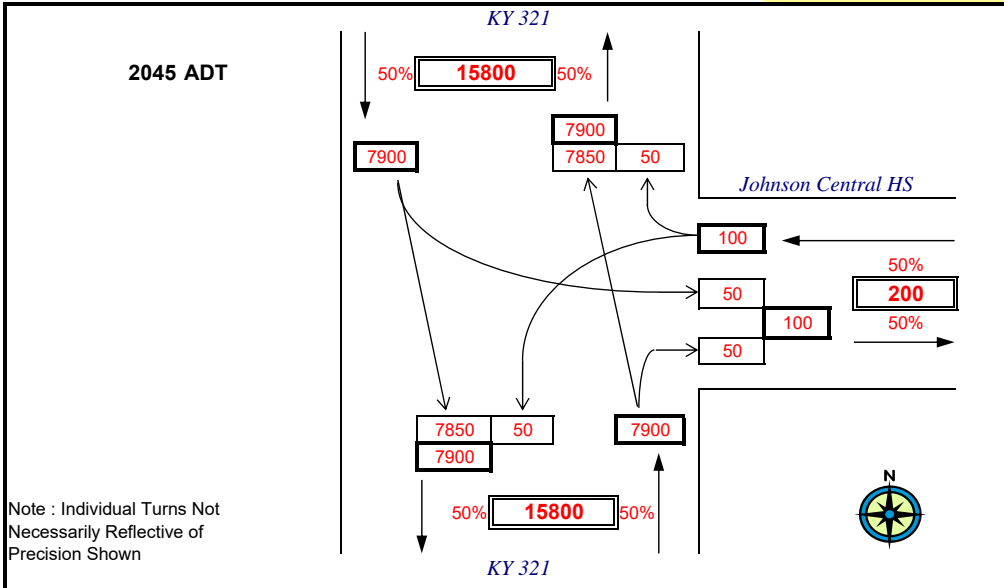 KY 321
2045 ADT
50% 15800 50%
7900
7900
7850 50
Johnson Central HS
100
50%
50
200
100
50%
50
7850 50
7900
7900
Note : Individual Turns Not
Necessarily Reflective of
Precision Shown
N
50% 15800 50%
KY 321